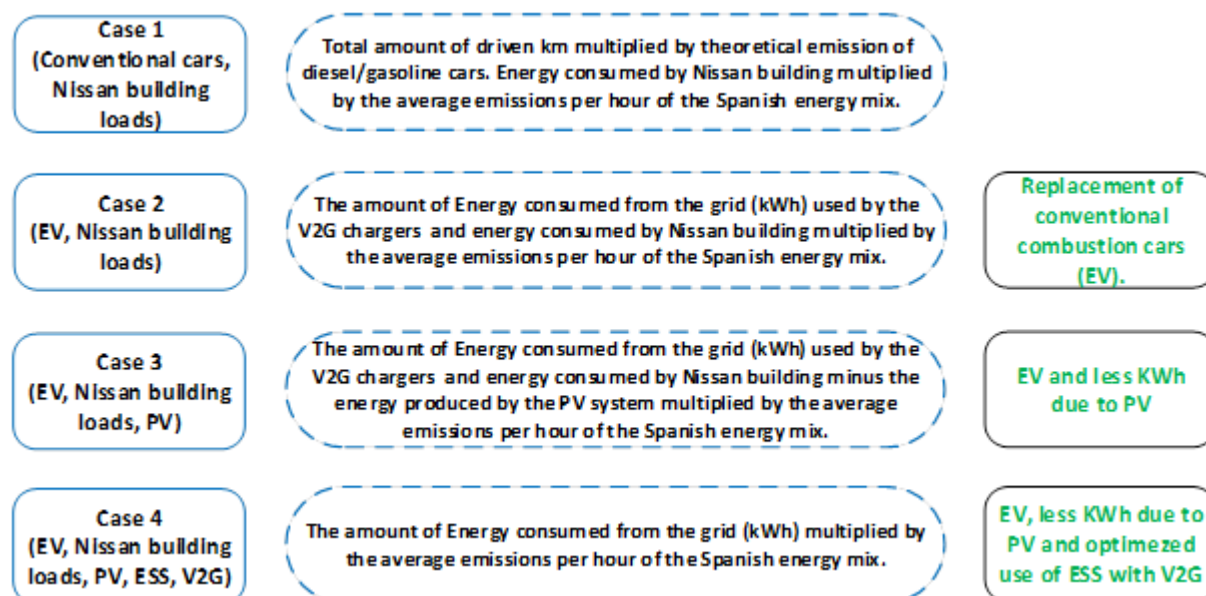 Case 1
(Conventional cars,
Nissan building
loads)
Total amount of driven km multiplied by theoretical emission of
diesel/gasoline cars. Energy consumed by Nissan building multiplied
by the average emissions per hour of the Spanish energy mix.
Case 2
(EV, Nissan building
loads)
The amount of Energy consumed from the grid (kWh) used by the
V2G chargers and energy consumed by Nissan building multiplied by
the average emissions per hour of the Spanish energy mix.
Replacement of
conventional
combustion cars
(EV).
Case 3
(EV, Nissan building
loads, PV)
The amount of Energy consumed from the grid (kWh) used by the
V2G chargers and energy consumed by Nissan building minus the
energy produced by the PV system multiplied by the average
emissions per hour of the Spanish energy mix.
EV and less KWh
due to PV
Case 4
(EV, Nissan building
loads, PV, ESS, V2G)
The amount of Energy consumed from the grid (kWh) multiplied by
the average emissions per hour of the Spanish energy mix.
EV, less KWh due to
PV and optimezed
use of ESS with V2G